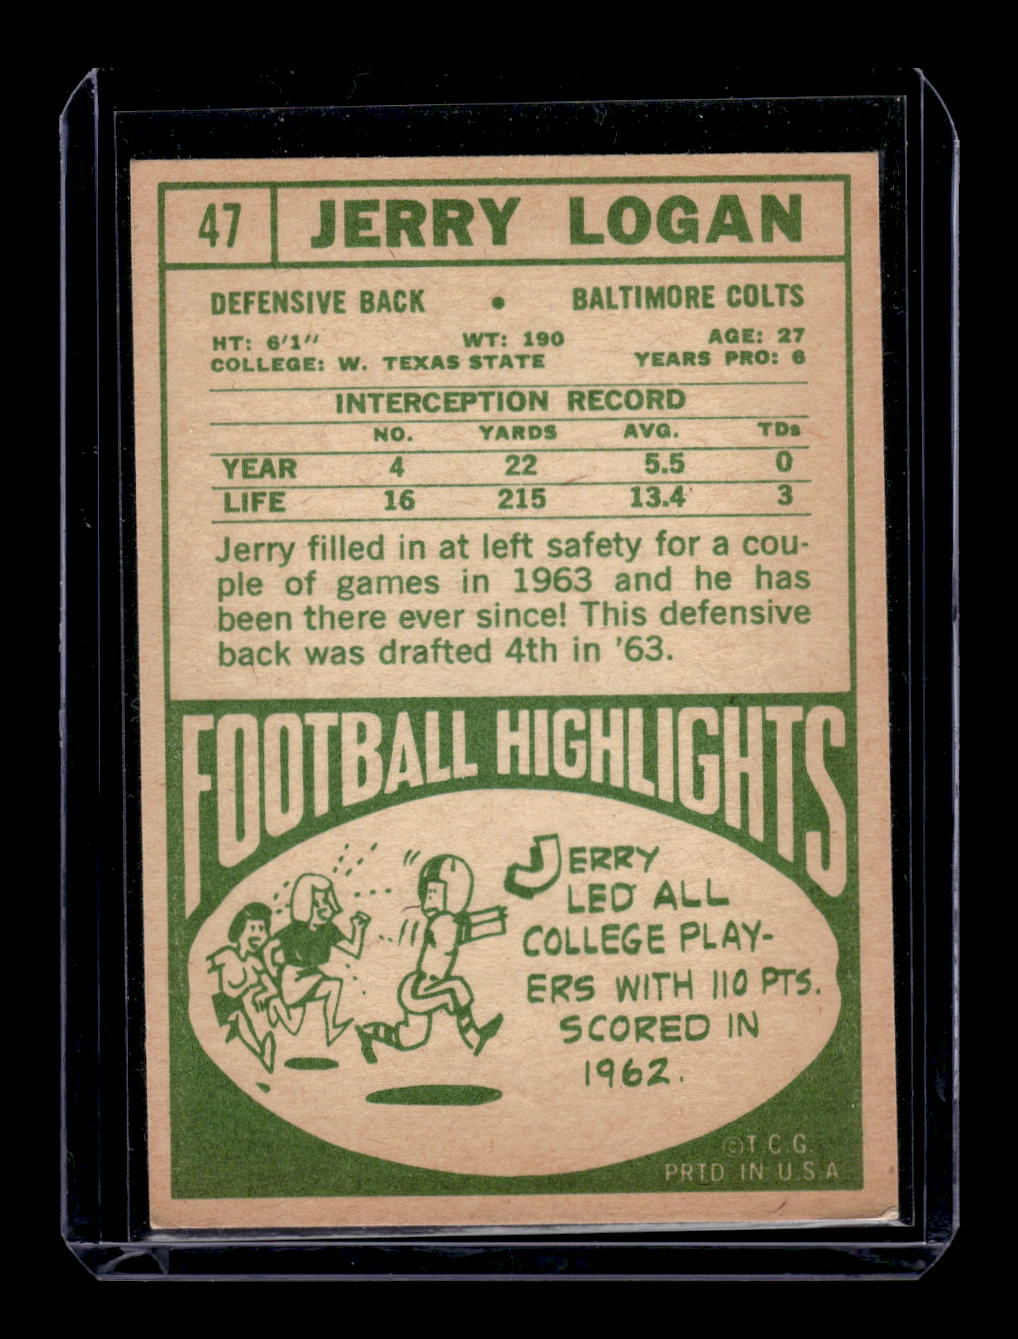 47 JERRY LOGAN
DEFENSIVE BACK • BALTIMORE COLTS
HT: 6'1" WT: 190 AGE: 27
COLLEGE: W. TEXAS STATE YEARS PRO: 6
INTERCEPTION RECORD
NO. YARDS AVG. TDs
YEAR 4 22 5.5 0
LIFE 16 215 13.4 3
Jerry filled in at left safety for a cou-
ple of games in 1963 and he has
been there ever since! This defensive
back was drafted 4th in '63.
FOOTBALL HIGHLIGHTS
JERRY
LED ALL
COLLEGE PLAY-
ERS WITH 110 PTS.
SCORED IN
1962.
©T.C.G.
PRTD IN U.S.A